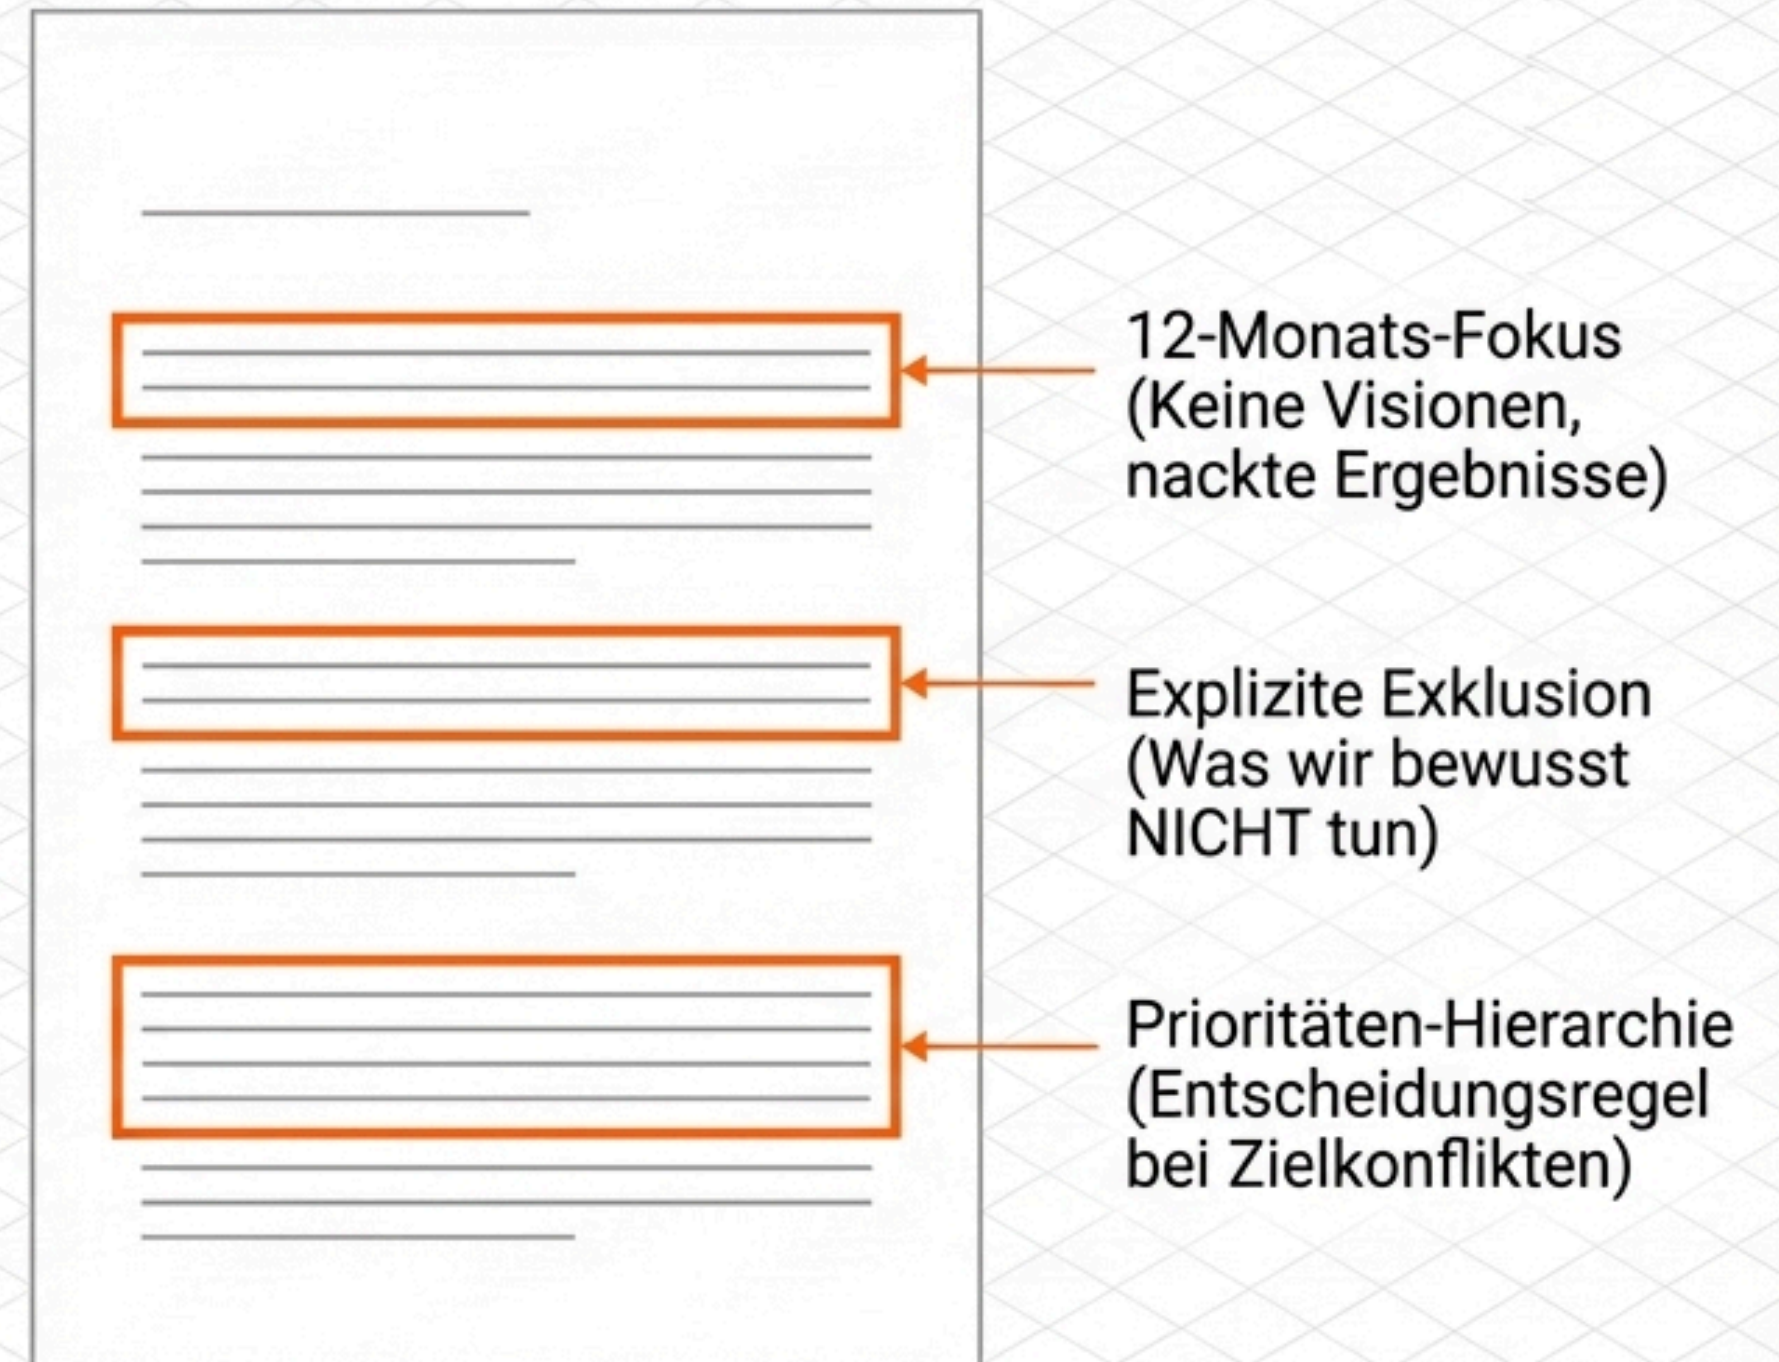 12-Monats-Fokus
(Keine Visionen,
nackte Ergebnisse)
Explizite Exklusion
(Was wir bewusst
NICHT tun)
Prioritäten-Hierarchie
(Entscheidungsregel
bei Zielkonflikten)